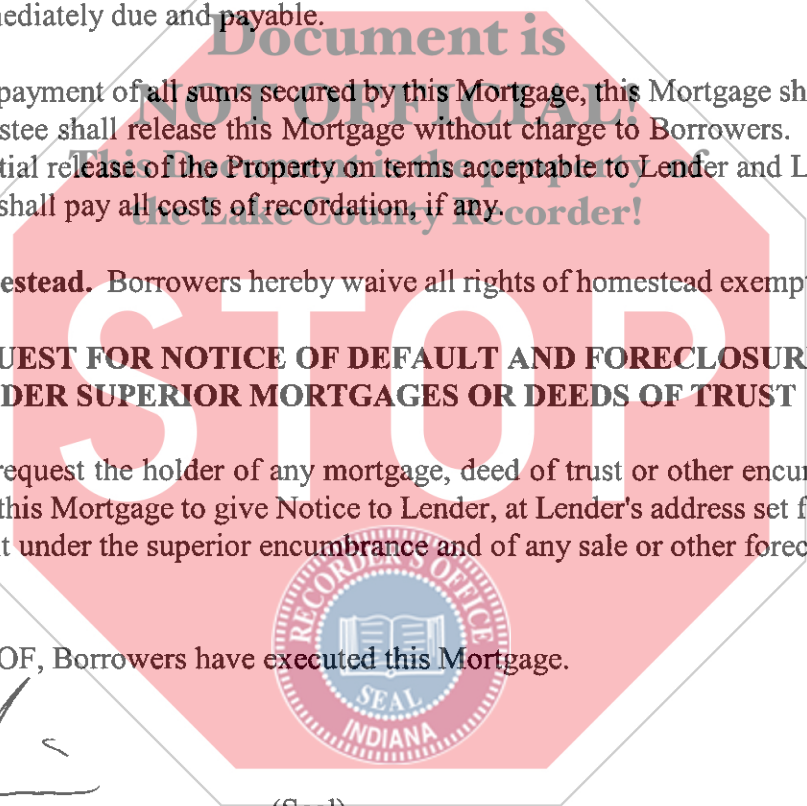 mediately due and payable.
Document is
payment of all sums secured by this Mortgage, this Mortgage sh
NOT OFFICIAL!
stee shall release this Mortgage without charge to Borrowers.
This Document is the property of
tial release of the Property on terms acceptable to Lender and L
shall pay all costs of recordation, if any.
the Lake County Recorder!
estead. Borrowers hereby waive all rights of homestead exempt
STOP
UEST FOR NOTICE OF DEFAULT AND FORECLOSUR
DER SUPERIOR MORTGAGES OR DEEDS OF TRUST
request the holder of any mortgage, deed of trust or other encu
this Mortgage to give Notice to Lender, at Lender's address set f
t under the superior encumbrance and of any sale or other forec
RECORDER'S OFFICE
SEAL
INDIANA
OF, Borrowers have executed this Mortgage.
(Seal)